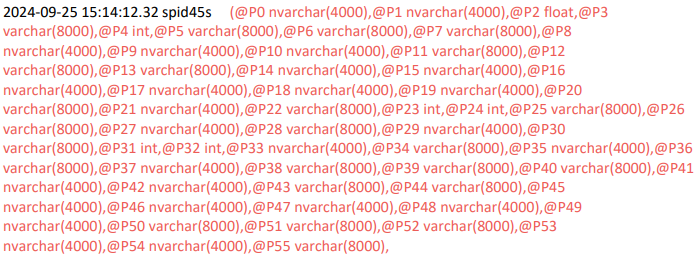 2024-09-25 15:14:12.32 spid45s (@P0 nvarchar(4000),@P1 nvarchar(4000),@P2 float,@P3
varchar(8000),@P4 int,@P5 varchar(8000),@P6 varchar(8000),@P7 varchar(8000),@P8
nvarchar(4000),@P9 nvarchar(4000),@P10 nvarchar(4000),@P11 varchar(8000),@P12
varchar(8000),@P13 varchar(8000),@P14 nvarchar(4000),@P15 nvarchar(4000),@P16
nvarchar(4000),@P17 nvarchar(4000),@P18 nvarchar(4000),@P19 nvarchar(4000),@P20
varchar(8000),@P21 nvarchar(4000),@P22 varchar(8000),@P23 int,@P24 int,@P25 varchar(8000),@P26
varchar(8000),@P27 nvarchar(4000),@P28 varchar(8000),@P29 nvarchar(4000),@P30
varchar(8000),@P31 int,@P32 int,@P33 nvarchar(4000),@P34 varchar(8000),@P35 nvarchar(4000),@P36
varchar(8000),@P37 nvarchar(4000),@P38 varchar(8000),@P39 varchar(8000),@P40 varchar(8000),@P41
nvarchar(4000),@P42 nvarchar(4000),@P43 varchar(8000),@P44 varchar(8000),@P45
nvarchar(4000),@P46 nvarchar(4000),@P47 nvarchar(4000),@P48 nvarchar(4000),@P49
nvarchar(4000),@P50 varchar(8000),@P51 varchar(8000),@P52 varchar(8000),@P53
nvarchar(4000),@P54 nvarchar(4000),@P55 varchar(8000),